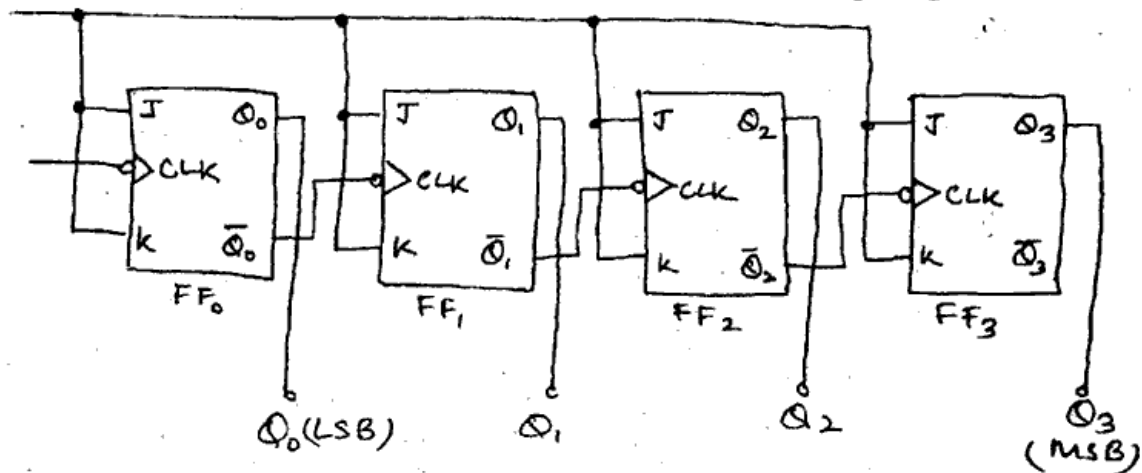 J Q₀ J Q₁ J Q₂ J Q₃
CLK CLK CLK CLK
K Q̅₀ K Q̅₁ K Q̅₂ K Q̅₃
FF₀ FF₁ FF₂ FF₃
Q₀ (LSB) Q₁ Q₂ Q₃
(MSB)